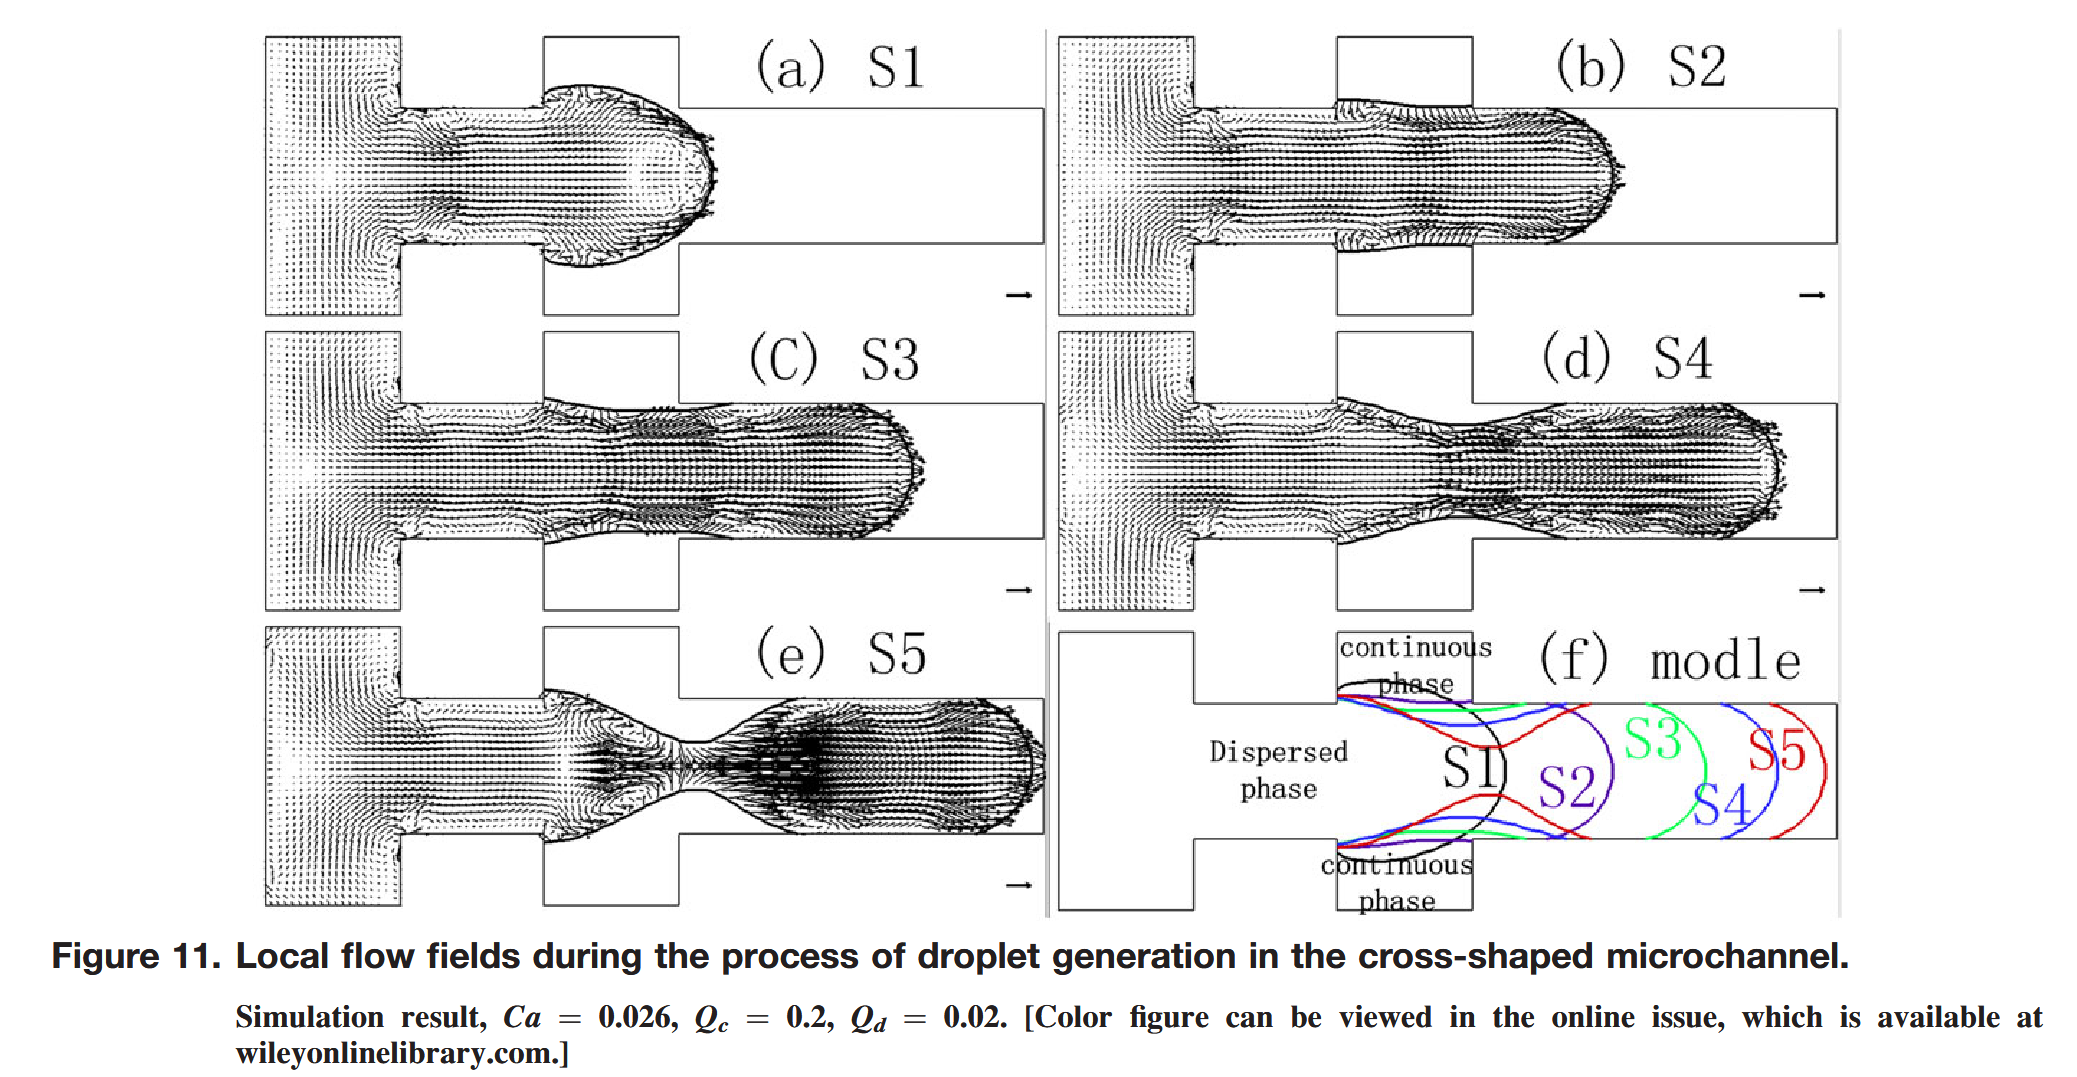 (a) S1
(b) S2
(C) S3
(d) S4
(e) S5
(f) modle
continuous
phase
Dispersed
phase
S1
S2
S3
S4
S5
continuous
phase
Figure 11. Local flow fields during the process of droplet generation in the cross-shaped microchannel.
Simulation result, Ca = 0.026, Qc = 0.2, Qd = 0.02. [Color figure can be viewed in the online issue, which is available at
wileyonlinelibrary.com.]